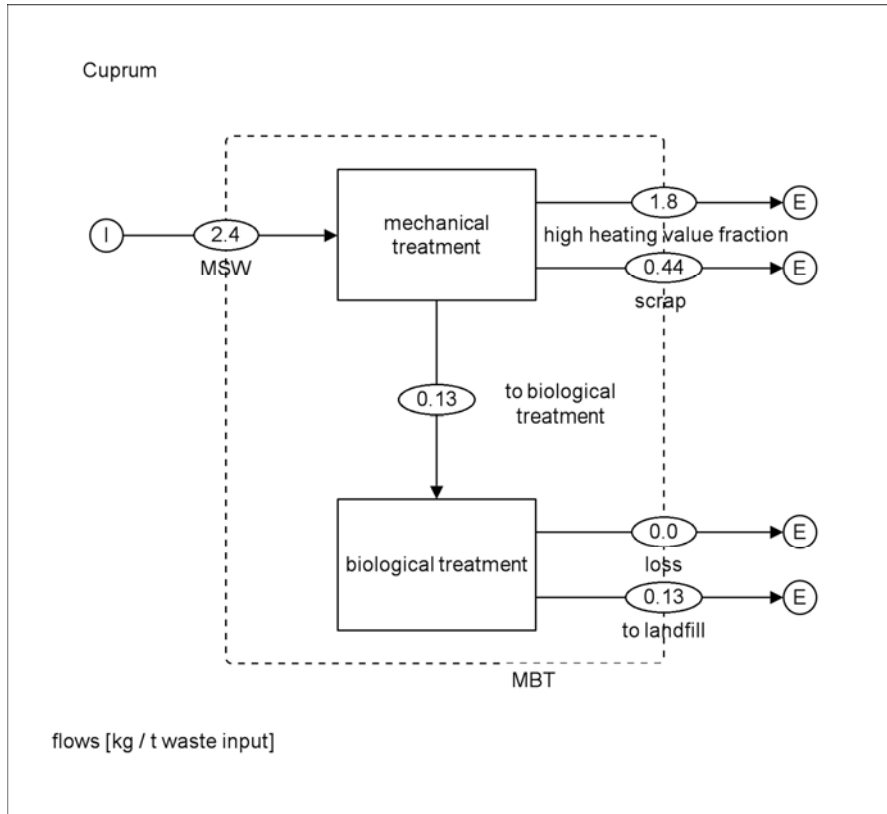 Cuprum
I
2.4
MSW
mechanical
treatment
1.8
E
high heating value fraction
0.44
E
scrap
0.13
to biological
treatment
biological treatment
0.0
E
loss
0.13
E
to landfill
MBT
flows [kg / t waste input]